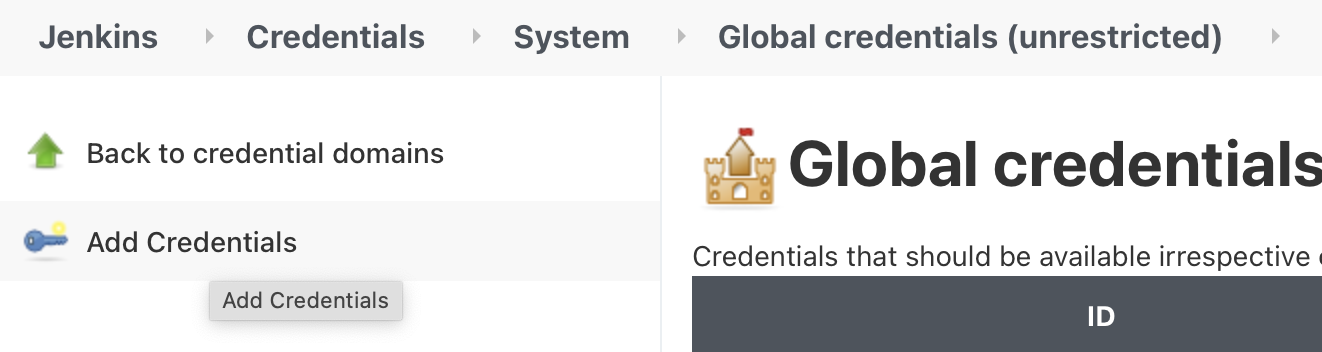 Jenkins Credentials System Global credentials (unrestricted)
Back to credential domains
Add Credentials
Add Credentials
Global credentials
Credentials that should be available irrespective
ID